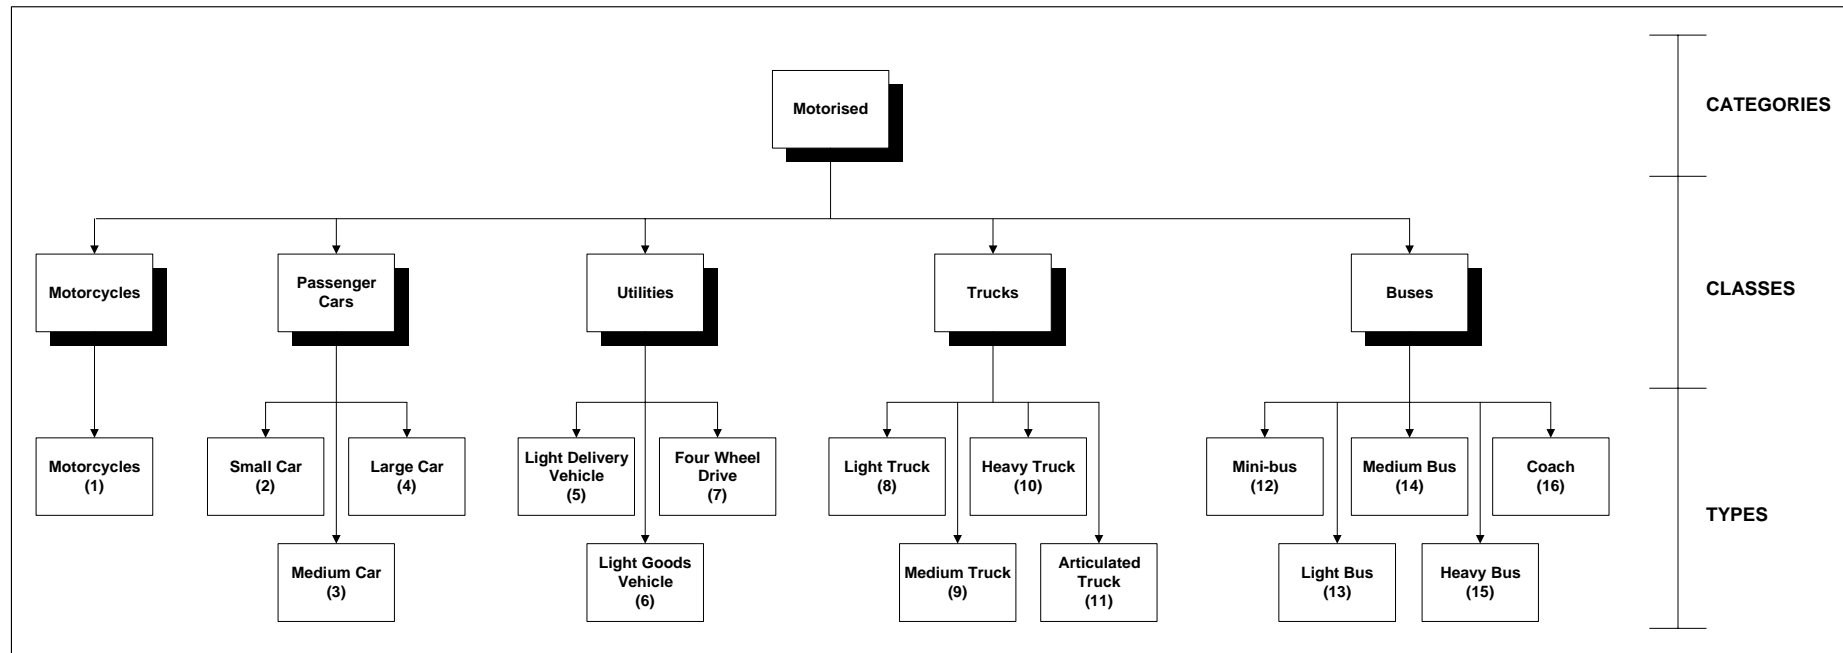 Motorised
CATEGORIES
Motorcycles
Passenger
Cars
Utilities
Trucks
Buses
CLASSES
Motorcycles
(1)
Small Car
(2)
Large Car
(4)
Light Delivery
Vehicle
(5)
Four Wheel
Drive
(7)
Light Truck
(8)
Heavy Truck
(10)
Mini-bus
(12)
Medium Bus
(14)
Coach
(16)
TYPES
Medium Car
(3)
Light Goods
Vehicle
(6)
Medium Truck
(9)
Articulated
Truck
(11)
Light Bus
(13)
Heavy Bus
(15)